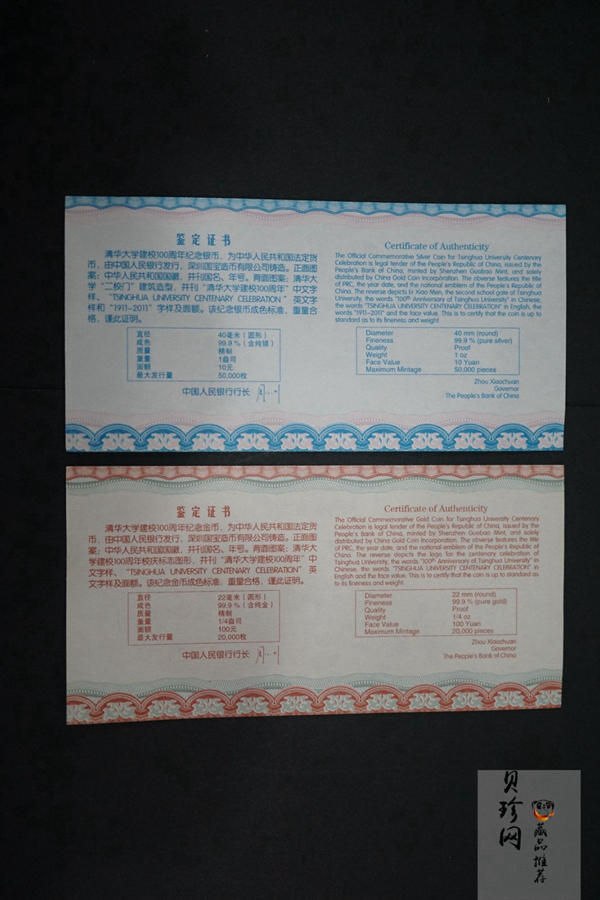 鉴定证书
清华大学建校100周年纪念银币，为中华人民共和国法定货
币，由中国人民银行发行，深圳国宝造币有限公司铸造。正面图
案：中华人民共和国国徽，并刊国名、年号。背面图案：清华大
学“二校门”建筑造型，并刊“清华大学建校100周年”中文字
样、“TSINGHUA UNIVERSITY CENTENARY CELEBRATION”英文字
样和“1911-2011”字样及面额。该纪念银币成色标准，重量合
格，谨此证明。
直径 40毫米（圆形）
成色 99.9%（含纯银）
质量 精制
重量 1盎司
面额 10元
最大发行量 50,000枚
中国人民银行行长
Certificate of Authenticity
The Official Commemorative Silver Coin for Tsinghua University Centenary
Celebration is legal tender of the People's Republic of China, issued by the
People's Bank of China, minted by Shenzhen Guobao Mint, and solely
distributed by China Gold Coin Incorporation. The obverse features the title
of PRC, the year date, and the national emblem of the People's Republic of
China. The reverse depicts Er Xiao Men, the second school gate of Tsinghua
University, the words "100th Anniversary of Tsinghua University" in Chinese,
the words "TSINGHUA UNIVERSITY CENTENARY CELEBRATION" in English, the
words "1911-2011" and the face value. This is to certify that the coin is up to
standard as to its fineness and weight.
Diameter 40 mm (round)
Fineness 99.9 % (pure silver)
Quality Proof
Weight 1 oz
Face Value 10 Yuan
Maximum Mintage 50,000 pieces
Zhou Xiaochuan
Governor
The People's Bank of China
鉴定证书
清华大学建校100周年纪念金币，为中华人民共和国法定货
币，由中国人民银行发行，深圳国宝造币有限公司铸造。正面图
案：中华人民共和国国徽，并刊国名、年号。背面图案：清华大
学建校100周年校庆标志图形，并刊“清华大学建校100周年”中
文字样、“TSINGHUA UNIVERSITY CENTENARY CELEBRATION”英
文字样及面额。该纪念金币成色标准，重量合格，谨此证明。
直径 22毫米（圆形）
成色 99.9%（含纯金）
质量 精制
重量 1/4盎司
面额 100元
最大发行量 20,000枚
中国人民银行行长
Certificate of Authenticity
The Official Commemorative Gold Coin for Tsinghua University Centenary
Celebration is legal tender of the People's Republic of China, issued by the
People's Bank of China, minted by Shenzhen Guobao Mint, and solely
distributed by China Gold Coin Incorporation. The obverse features the title
of PRC, the year date, and the national emblem of the People's Republic of
China. The reverse depicts the logo for the centenary celebration of
Tsinghua University, the words "100th Anniversary of Tsinghua University" in
Chinese, the words "TSINGHUA UNIVERSITY CENTENARY CELEBRATION" in
English and the face value. This is to certify that the coin is up to standard as
to its fineness and weight.
Diameter 22 mm (round)
Fineness 99.9 % (pure gold)
Quality Proof
Weight 1/4 oz
Face Value 100 Yuan
Maximum Mintage 20,000 pieces
Zhou Xiaochuan
Governor
The People's Bank of China
贝珍网
藏品推荐